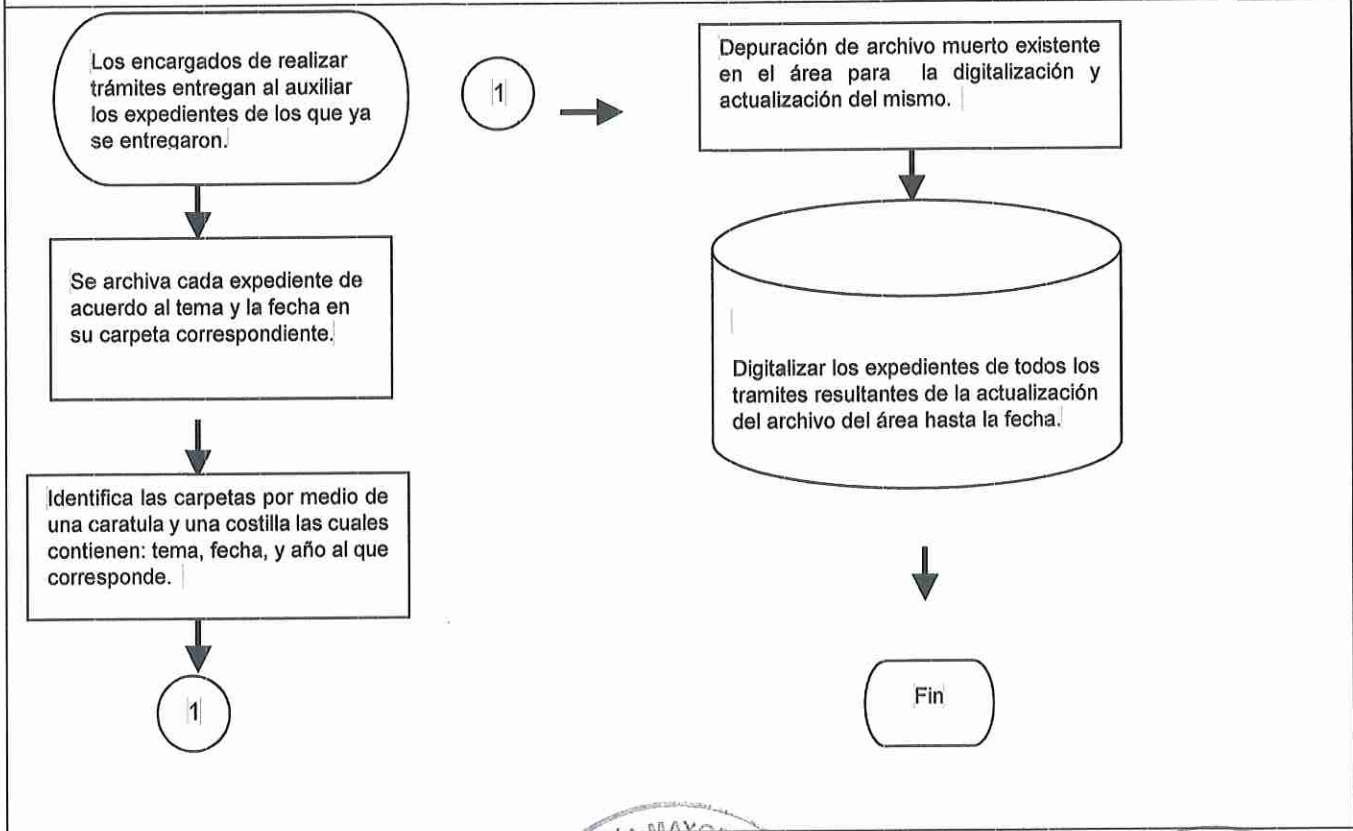 Los encargados de realizar
trámites entregan al auxiliar
los expedientes de los que ya
se entregaron.
Se archiva cada expediente de
acuerdo al tema y la fecha en
su carpeta correspondiente.
Identifica las carpetas por medio de
una caratula y una costilla las cuales
contienen: tema, fecha, y año al que
corresponde.
1
1
Depuración de archivo muerto existente
en el área para la digitalización y
actualización del mismo.
Digitalizar los expedientes de todos los
tramites resultantes de la actualización
del archivo del área hasta la fecha.
Fin